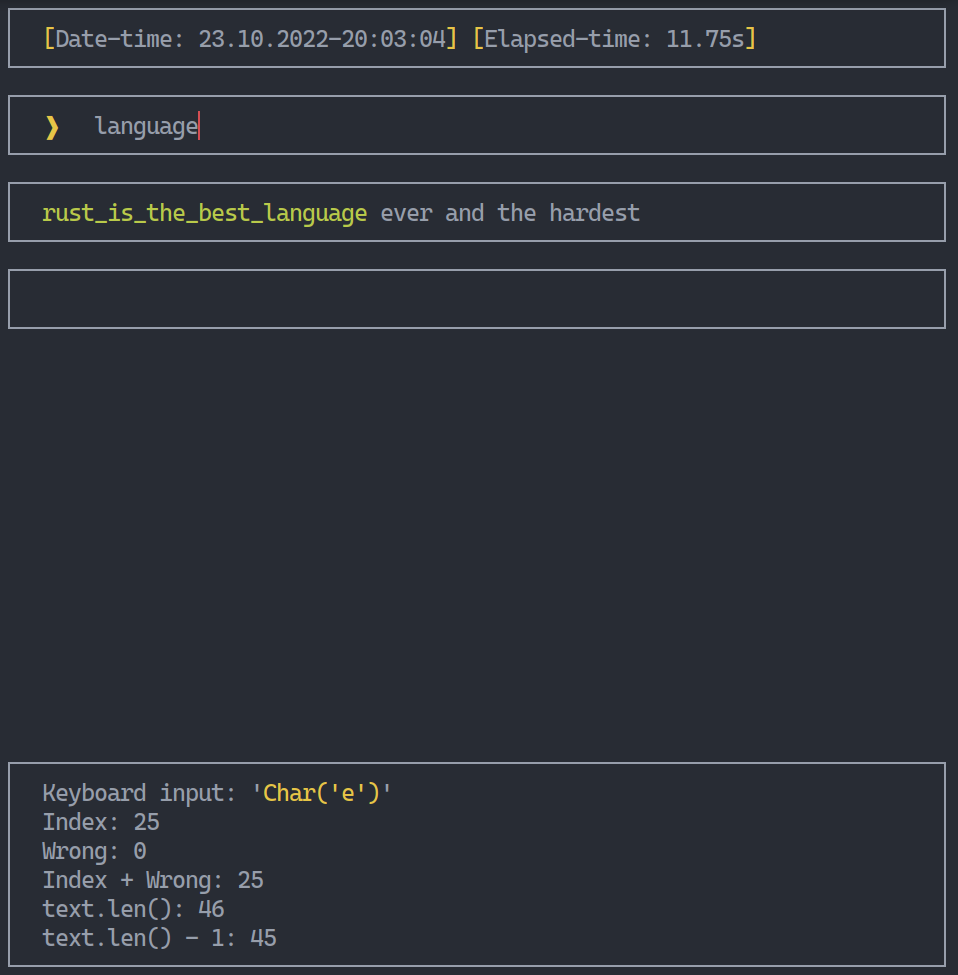 [Date-time: 23.10.2022-20:03:04] [Elapsed-time: 11.75s]
❯ language
rust_is_the_best_language ever and the hardest
Keyboard input: 'Char('e')'
Index: 25
Wrong: 0
Index + Wrong: 25
text.len(): 46
text.len() - 1: 45